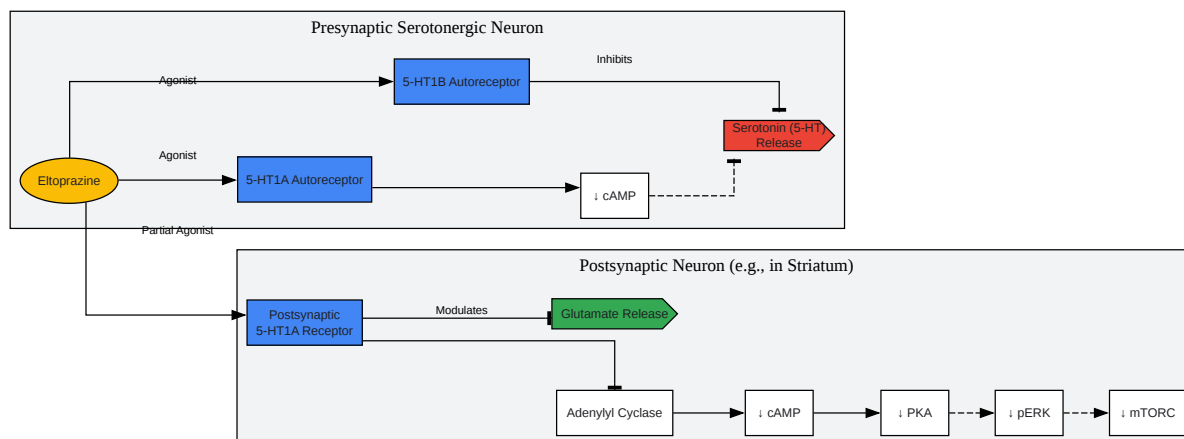 Presynaptic Serotonergic Neuron
Inhibits
Agonist
5-HT1B Autoreceptor
Serotonin (5-HT)
Release
Agonist
Eltoprazine
5-HT1A Autoreceptor
↓ cAMP
Partial Agonist
Postsynaptic Neuron (e.g., in Striatum)
Postsynaptic
5-HT1A Receptor
Modulates
Glutamate Release
Adenylyl Cyclase
↓ cAMP
↓ PKA
↓ pERK
↓ mTORC